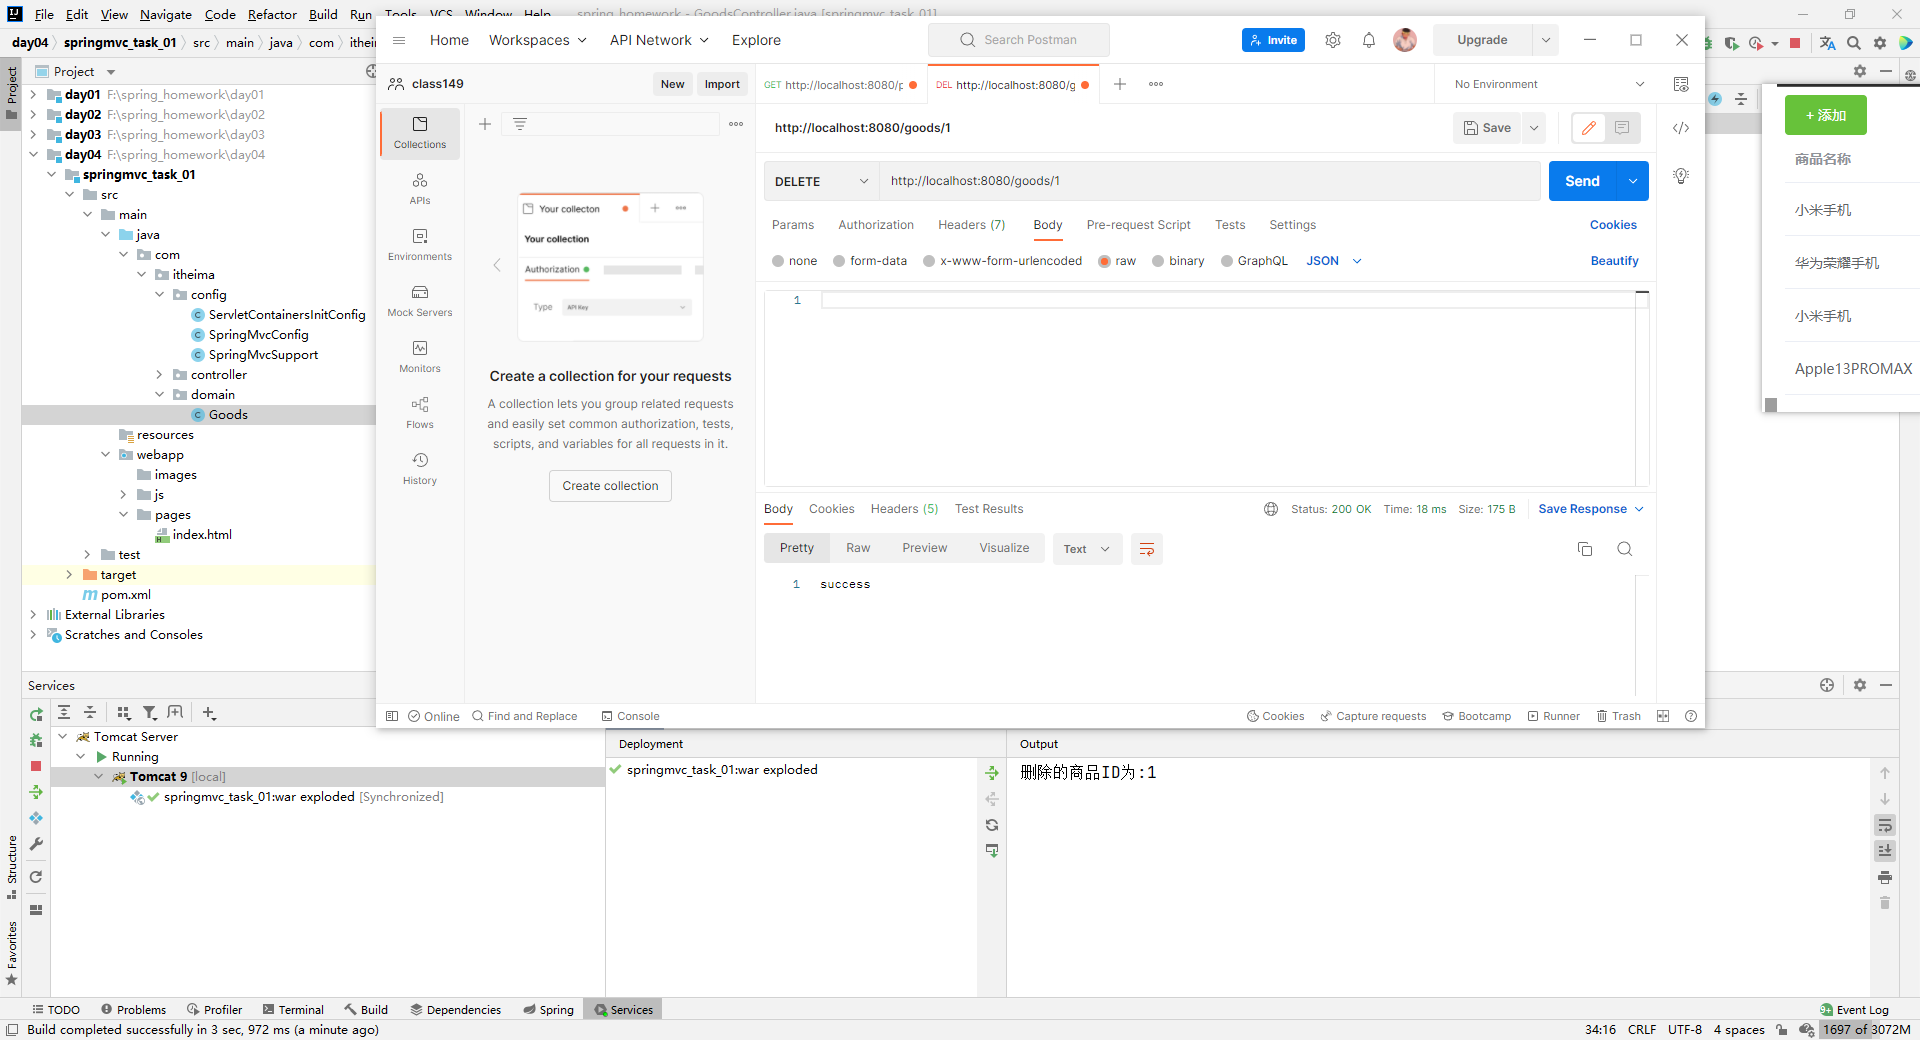 File Edit View Navigate Code Refactor Build Run Tools VCS Window Help spring_homework - GoodsController.java [springmvc_task_01]
day04 springmvc_task_01 src main java com itheim
Home Workspaces API Network Explore
Search Postman
Invite
Upgrade
Project
Project
class149
New Import
GET http://localhost:8080/p
DEL http://localhost:8080/g
No Environment
day01 F:\spring_homework\day01
day02 F:\spring_homework\day02
day03 F:\spring_homework\day03
day04 F:\spring_homework\day04
springmvc_task_01
src
main
java
com
itheima
config
ServletContainersInitConfig
SpringMvcConfig
SpringMvcSupport
controller
domain
Goods
resources
webapp
images
js
pages
index.html
test
target
pom.xml
External Libraries
Scratches and Consoles
Collections
APIs
Environments
Mock Servers
Monitors
Flows
History
Your collecton
Your collection
Authorization
Type API Key
Create a collection for your requests
A collection lets you group related requests
and easily set common authorization, tests,
scripts, and variables for all requests in it.
Create collection
http://localhost:8080/goods/1
Save
DELETE http://localhost:8080/goods/1
Send
Params Authorization Headers (7) Body Pre-request Script Tests Settings
Cookies
none form-data x-www-form-urlencoded raw binary GraphQL JSON
Beautify
1
Body Cookies Headers (5) Test Results
Status: 200 OK Time: 18 ms Size: 175 B
Save Response
Pretty Raw Preview Visualize Text
1 success
Online Find and Replace Console
Cookies Capture requests Bootcamp Runner Trash
+ 添加
商品名称
小米手机
华为荣耀手机
小米手机
Apple13PROMAX
Services
Tomcat Server
Running
Tomcat 9 [local]
springmvc_task_01:war exploded [Synchronized]
Deployment
springmvc_task_01:war exploded
Output
删除的商品ID为:1
Structure
Favorites
TODO Problems Profiler Terminal Build Dependencies Spring Services
Event Log
Build completed successfully in 3 sec, 972 ms (a minute ago)
34:16 CRLF UTF-8 4 spaces
1697 of 3072M